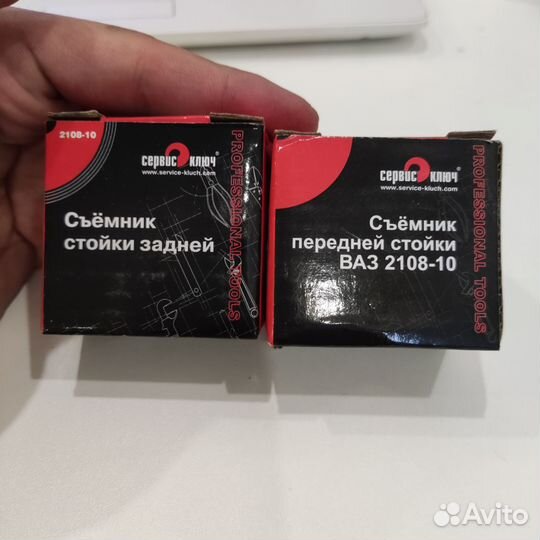 2108-10
сервис ключ
www.service-kluch.com
Съёмник
стойки задней
PROFESSIONAL TOOLS
сервис ключ®
www.service-kluch.com
Съёмник
передней стойки
ВАЗ 2108-10
PROFESSIONAL TOOLS
Avito